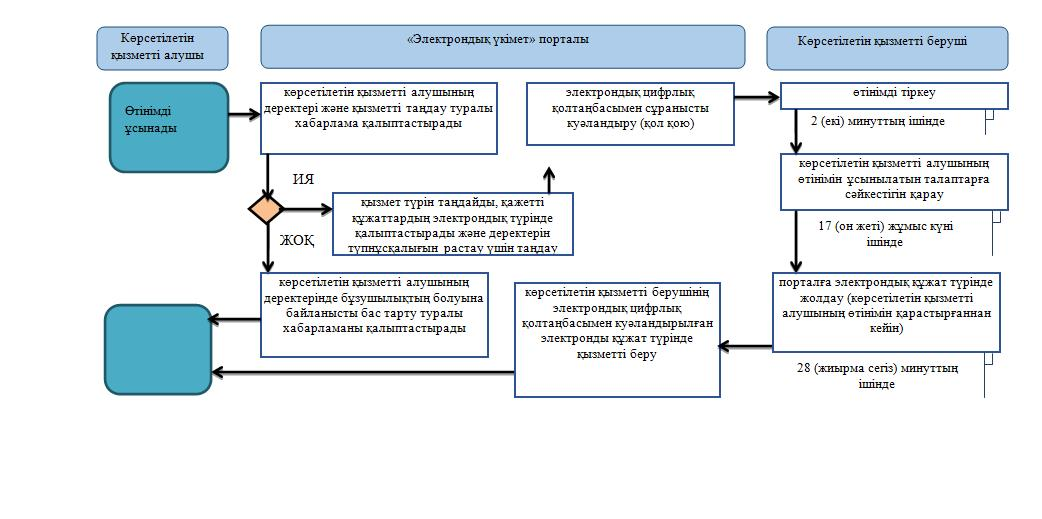 Көрсетілетін
қызметті алушы
«Электрондық үкімет» порталы
Көрсетілетін қызметті беруші
Өтінімді
ұсынады
көрсетілетін қызметті алушының
деректері және қызметті таңдау туралы
хабарлама қалыптастырады
электрондық цифрлық
қолтаңбасымен сұранысты
куәландыру (қол қою)
өтінімді тіркеу
2 (екі) минуттың ішінде
көрсетілетін қызметті алушының
өтінімін ұсынылатын талаптарға
сәйкестігін қарау
ИЯ
қызмет түрін таңдайды, қажетті
құжаттардың электрондық түрінде
қалыптастырады және деректерін
түпнұсқалығын растау үшін таңдау
ЖОҚ
17 (он жеті) жұмыс күні
ішінде
көрсетілетін қызметті алушының
деректерінде бұзушылықтың болуына
байланысты бас тарту туралы
хабарламаны қалыптастырады
көрсетілетін қызметті берушінің
электрондық цифрлық
қолтаңбасымен куәландырылған
электронды құжат түрінде
қызметті беру
порталға электрондық құжат түрінде
жолдау (көрсетілетін қызметті
алушының өтінімін қарастырғаннан
кейін)
28 (жиырма сегіз) минуттың
ішінде